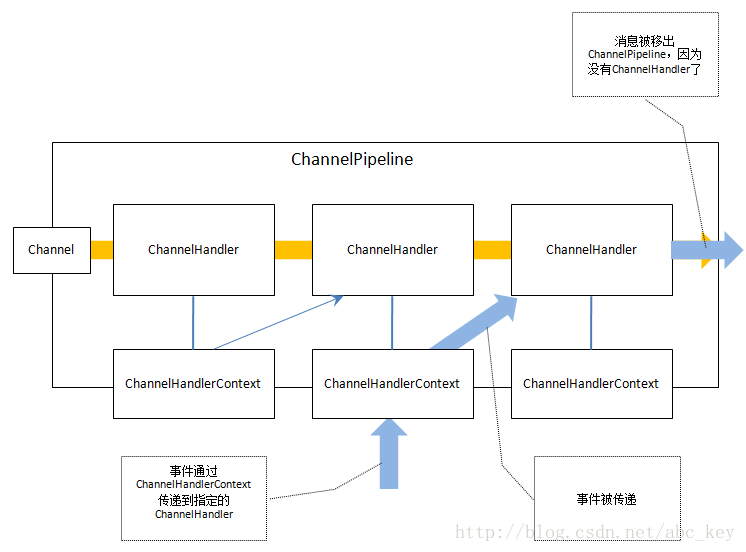 消息被移出
ChannelPipeline，因为
没有ChannelHandler了
ChannelPipeline
Channel
ChannelHandler
ChannelHandler
ChannelHandler
ChannelHandlerContext
ChannelHandlerContext
ChannelHandlerContext
事件通过
ChannelHandlerContext
传递到指定的
ChannelHandler
事件被传递
http://blog.csdn.net/abc_key